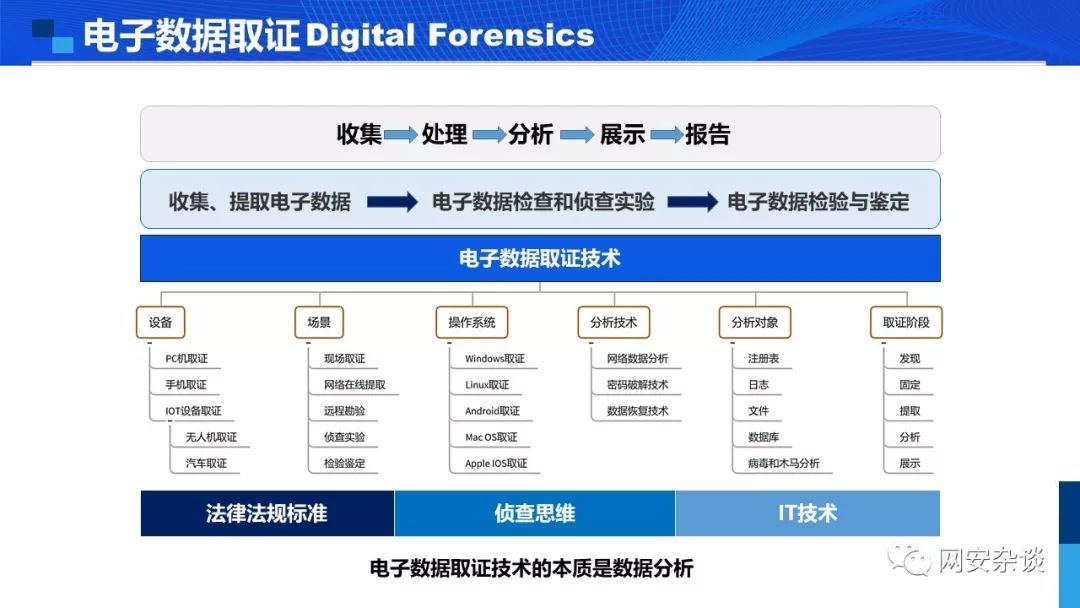 电子数据取证Digital Forensics
收集 处理 分析 展示 报告
收集、提取电子数据 电子数据检查和侦查实验 电子数据检验与鉴定
电子数据取证技术
设备 场景 操作系统 分析技术 分析对象 取证阶段
PC机取证 现场取证 Windows取证 网络数据分析 注册表 发现
手机取证 网络在线提取 Linux取证 密码破解技术 日志 固定
IOT设备取证 远程勘验 Android取证 数据恢复技术 文件 提取
无人机取证 侦查实验 Mac OS取证 数据库 分析
汽车取证 检验鉴定 Apple IOS取证 病毒和木马分析 展示
法律法规标准 侦查思维 IT技术
网安杂谈
电子数据取证技术的本质是数据分析